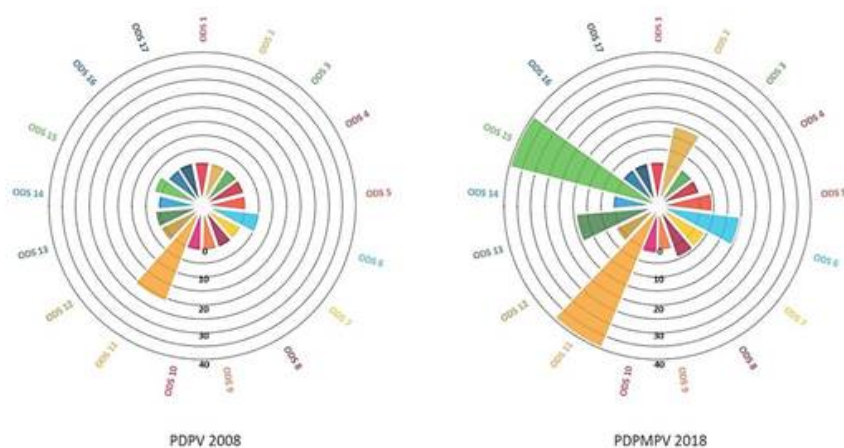 ODS 1
ODS 2
ODS 3
ODS 4
ODS 5
ODS 6
ODS 7
ODS 8
ODS 9
ODS 10
ODS 11
ODS 12
ODS 13
ODS 14
ODS 15
ODS 16
ODS 17
0
10
20
30
40
PDPV 2008
ODS 1
ODS 2
ODS 3
ODS 4
ODS 5
ODS 6
ODS 7
ODS 8
ODS 9
ODS 10
ODS 11
ODS 12
ODS 13
ODS 14
ODS 15
ODS 16
ODS 17
0
10
20
30
40
PDPMPV 2018